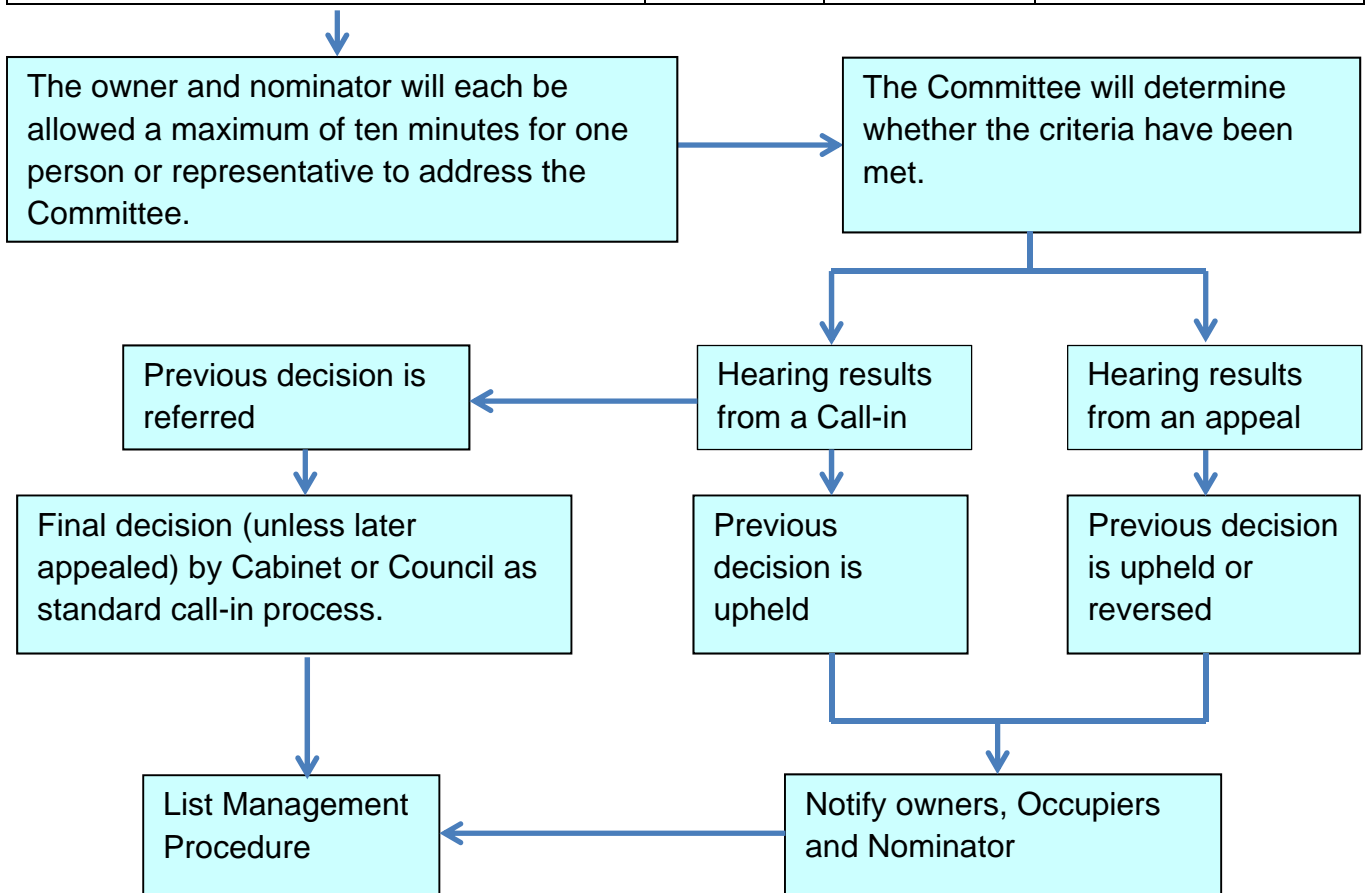 The owner and nominator will each be
allowed a maximum of ten minutes for one
person or representative to address the
Committee.
The Committee will determine
whether the criteria have been
met.
Previous decision is
referred
Hearing results
from a Call-in
Hearing results
from an appeal
Final decision (unless later
appealed) by Cabinet or Council as
standard call-in process.
Previous
decision is
upheld
Previous decision
is upheld or
reversed
List Management
Procedure
Notify owners, Occupiers
and Nominator